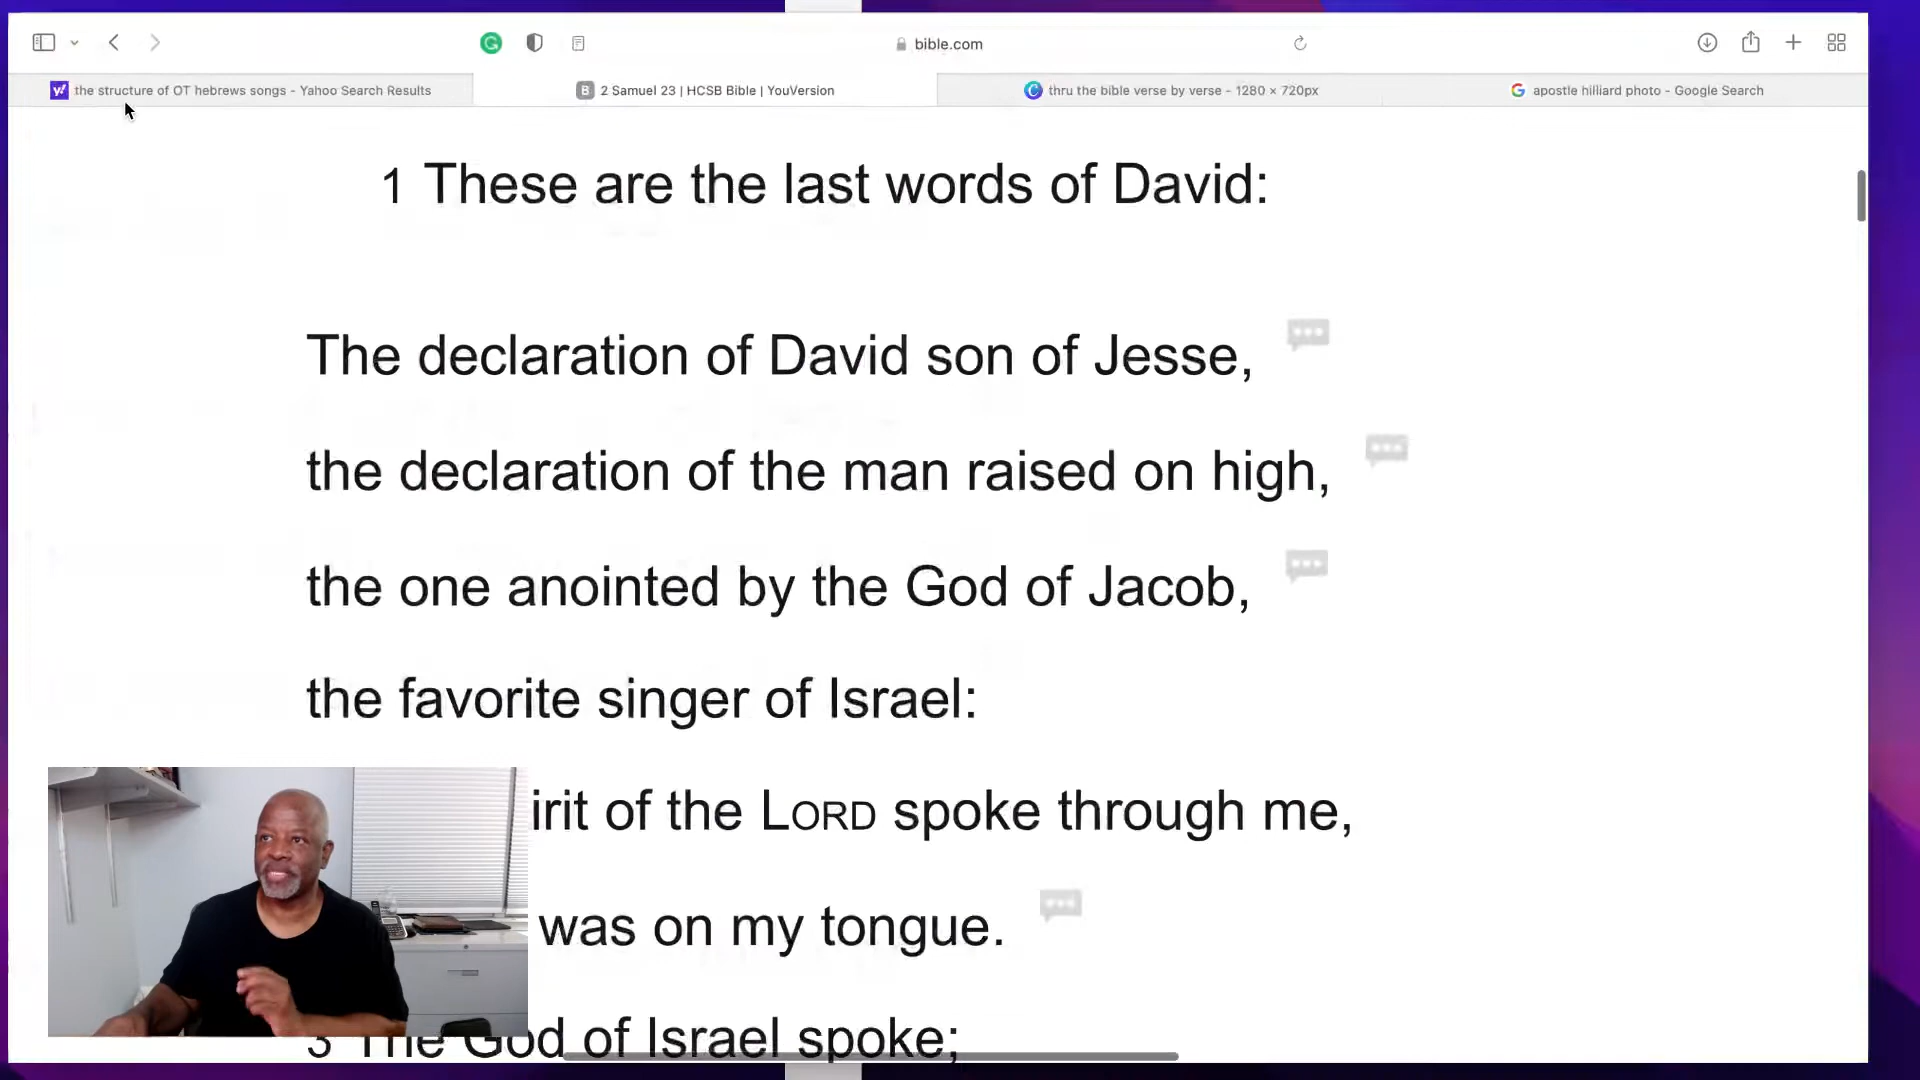 bible.com
the structure of OT hebrews songs - Yahoo Search Results
2 Samuel 23 | HCSB Bible | YouVersion
thru the bible verse by verse - 1280 × 720px
apostle hilliard photo - Google Search
1 These are the last words of David:
The declaration of David son of Jesse,
the declaration of the man raised on high,
the one anointed by the God of Jacob,
the favorite singer of Israel:
irit of the LORD spoke through me,
was on my tongue.
3 The God of Israel spoke;